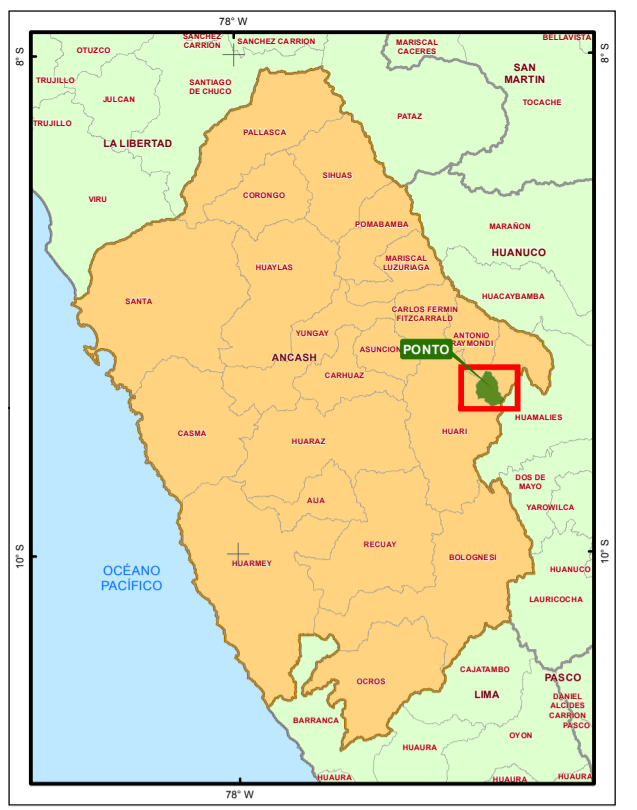 78° W
8° S
8° S
SANCHEZ
CARRIÓN
SANCHEZ CARRION
MARISCAL
CACERES
BELLAVISTA
OTUZCO
SAN
MARTIN
TRUJILLO
SANTIAGO
DE CHUCO
TOCACHE
JULCAN
PATAZ
TRUJILLO
PALLASCA
LA LIBERTAD
SIHUAS
CORONGO
VIRU
POMABAMBA
MARAÑON
HUANUCO
MARISCAL
LUZURIAGA
HUAYLAS
HUACAYBAMBA
SANTA
CARLOS FERMIN
FITZCARRALD
YUNGAY
ANTONIO
RAYMONDI
ASUNCION
PONTO
ANCASH
CARHUAZ
HUAMALIES
CASMA
HUARAZ
HUARI
DOS DE
MAYO
AIJA
YAROWILCA
RECUAY
BOLOGNESI
10° S
10° S
HUARMEY
HUANUCO
OCÉANO
PACÍFICO
LAURICOCHA
CAJATAMBO
PASCO
OCROS
LIMA
DANIEL
ALCIDES
CARRION
PASCO
BARRANCA
OYON
HUAURA
HUAURA
HUAURA
HUAURA
78° W